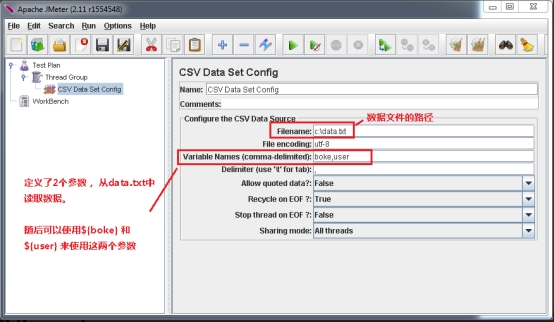 Apache JMeter (2.11 r1554548)
File Edit Search Run Options Help
Test Plan
Thread Group
CSV Data Set Config
WorkBench
CSV Data Set Config
Name: CSV Data Set Config
Comments:
Configure the CSV Data Source
数据文件的路径
Filename: c:\data.txt
File encoding: utf-8
Variable Names (comma-delimited): boke,user
Delimiter (use '\t' for tab): ,
Allow quoted data?: False
Recycle on EOF ?: True
Stop thread on EOF ?: False
Sharing mode: All threads
定义了2个参数，从data.txt中
读取数据。
随后可以使用$(boke) 和
$(user) 来使用这两个参数